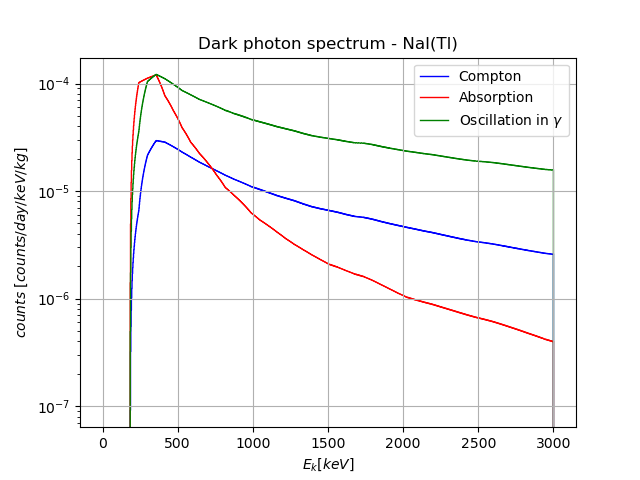 Dark photon spectrum - NaI(Tl)
counts [counts/day/keV/kg]
10⁻⁴
10⁻⁵
10⁻⁶
10⁻⁷
Compton
Absorption
Oscillation in γ
0 500 1000 1500 2000 2500 3000
Eₖ[keV]